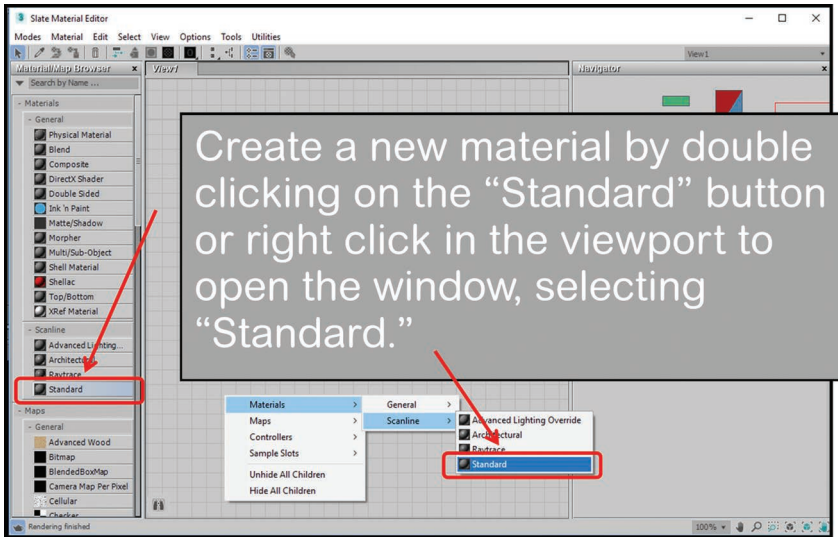 Slate Material Editor
Modes Material Edit Select View Options Tools Utilities
View1
Material/Map Browser x
View1
Navigator x
Search by Name ...
- Materials
- General
Physical Material
Blend
Composite
DirectX Shader
Double Sided
Ink 'n Paint
Matte/Shadow
Morpher
Multi/Sub-Object
Shell Material
Shellac
Top/Bottom
XRef Material
- Scanline
Advanced Lighting...
Architectural
Raytrace
Standard
- Maps
- General
Advanced Wood
Bitmap
BlendedBoxMap
Camera Map Per Pixel
Cellular
Checker
Create a new material by double
clicking on the “Standard” button
or right click in the viewport to
open the window, selecting
“Standard.”
Materials >
Maps >
Controllers >
Sample Slots >
Unhide All Children
Hide All Children
General >
Scanline >
Advanced Lighting Override
Architectural
Raytrace
Standard
Rendering finished
100%